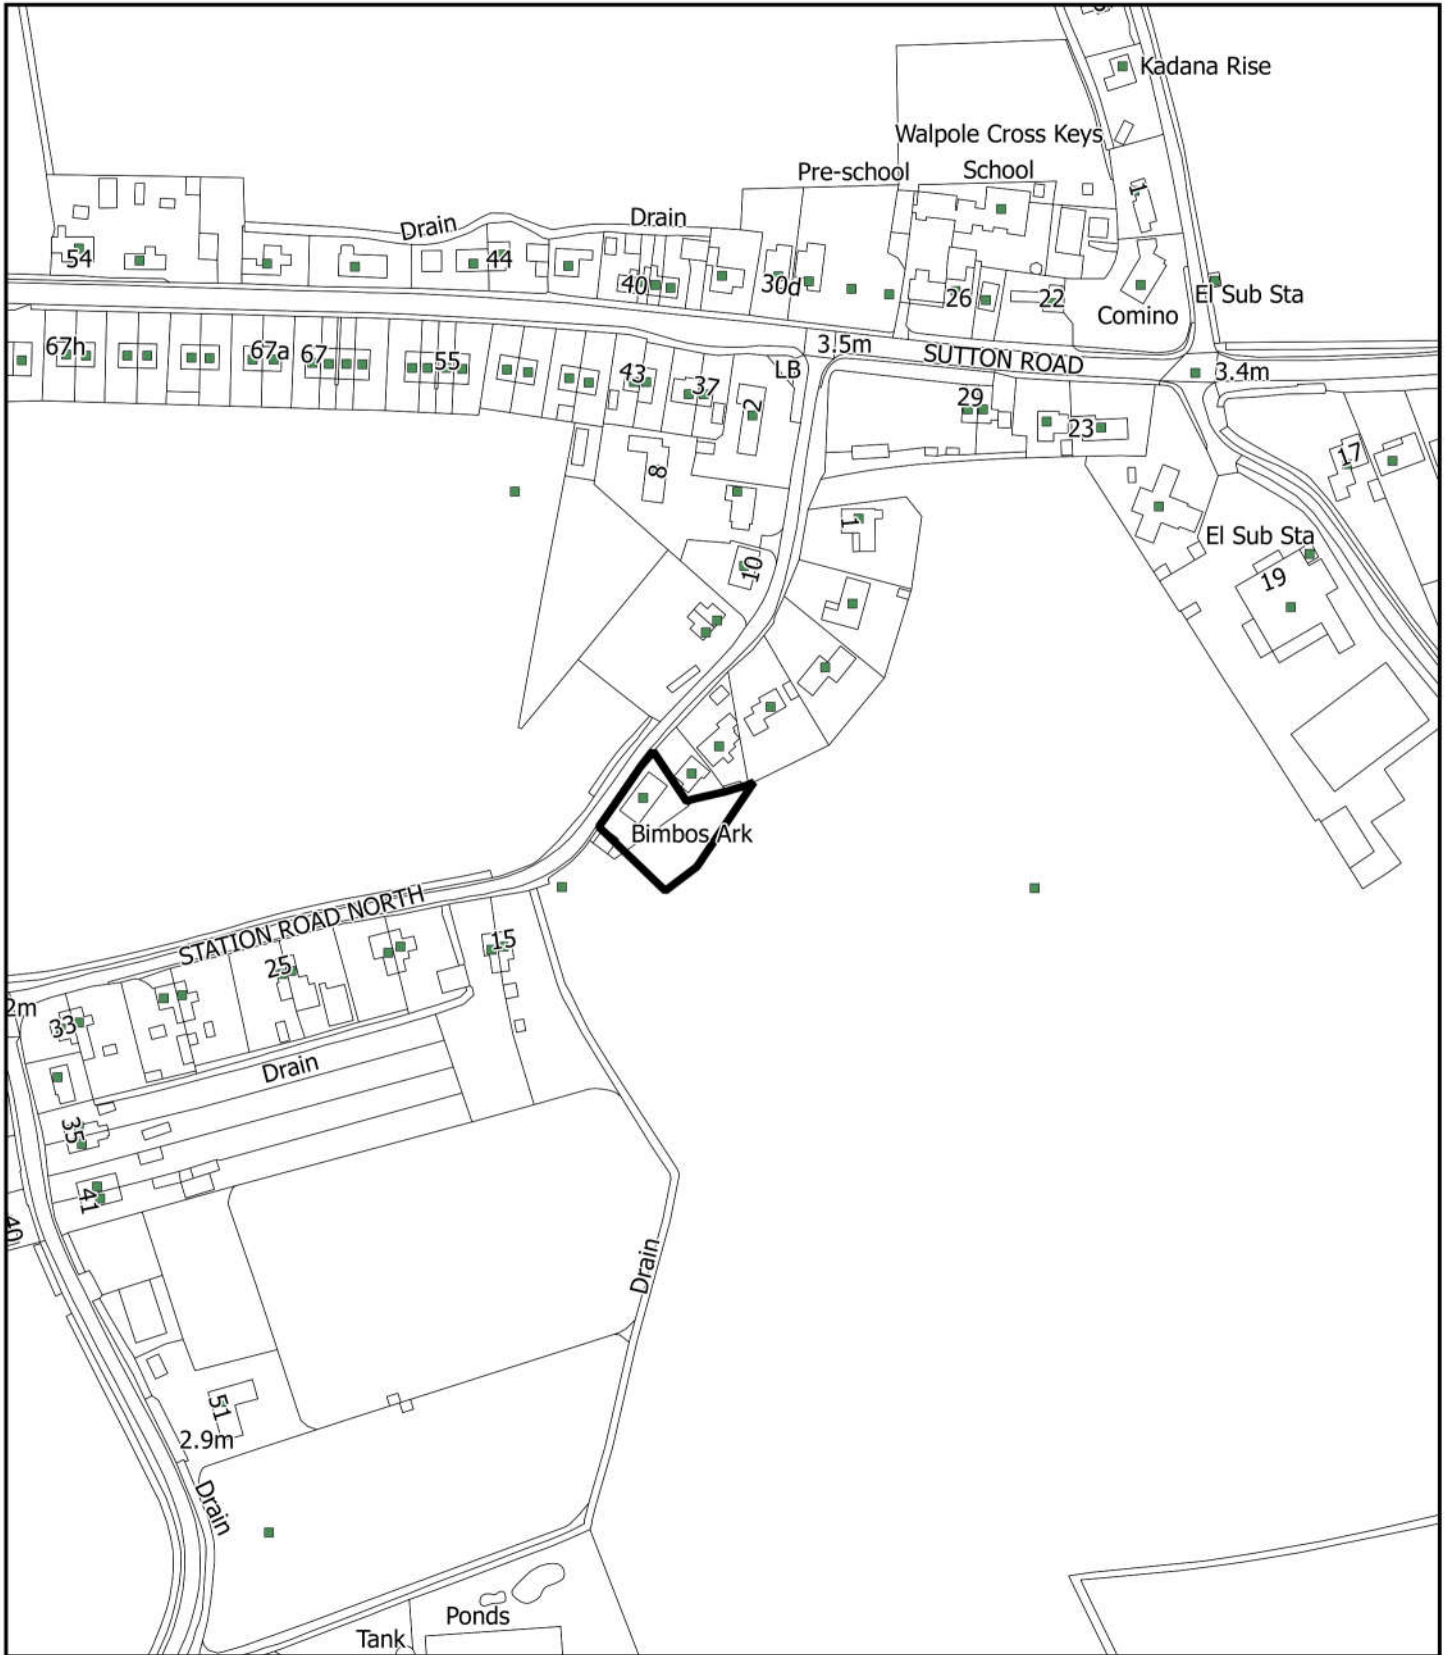 Kadana Rise
Walpole Cross Keys
School
Pre-school
1
Drain
Drain
54
44
40
30d
26
22
El Sub Sta
Comino
67h
67a
67
55
43
37
2
LB
3.5m
SUTTON ROAD
3.4m
29
23
17
8
1
10
El Sub Sta
19
Bimbos Ark
STATION ROAD NORTH
15
25
2m
33
Drain
35
41
40
Drain
51
2.9m
Drain
Ponds
Tank